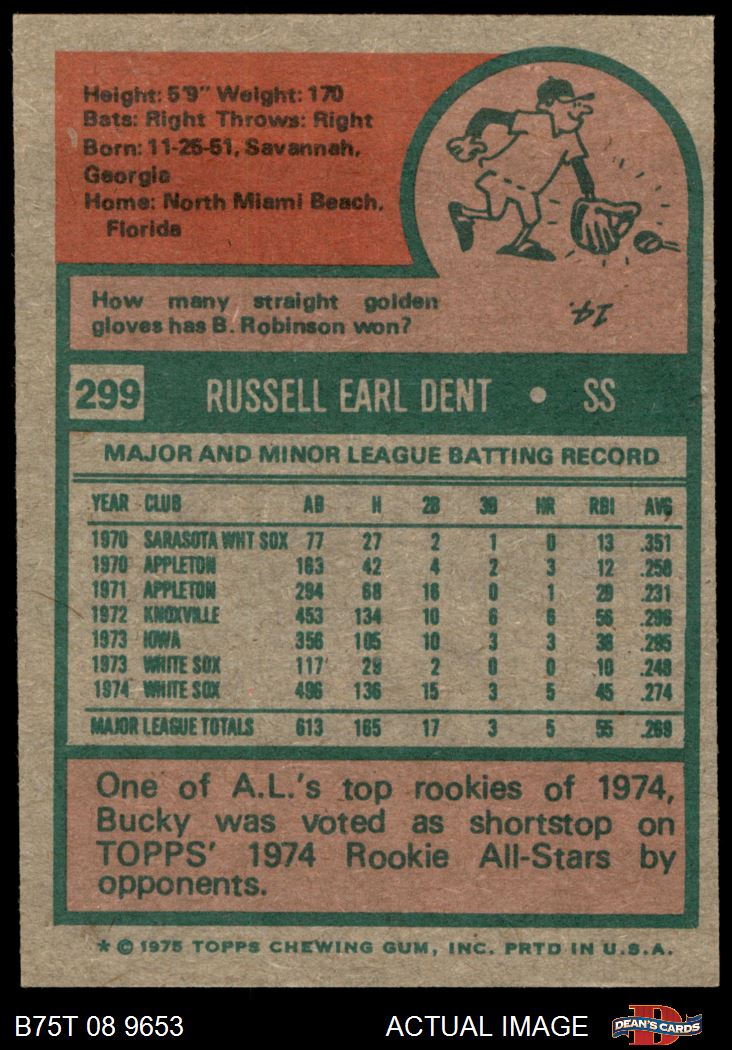 Height: 5'9" Weight: 170
Bats: Right Throws: Right
Born: 11-25-51, Savannah,
Georgia
Home: North Miami Beach,
Florida
How many straight golden
gloves has B. Robinson won?
14.
299 RUSSELL EARL DENT • SS
MAJOR AND MINOR LEAGUE BATTING RECORD
YEAR CLUB AB H 2B 3B HR RBI AVG
1970 SARASOTA WHT SOX 77 27 2 1 0 13 .351
1970 APPLETON 163 42 4 2 3 12 .258
1971 APPLETON 294 68 16 0 1 29 .231
1972 KNOXVILLE 453 134 10 6 6 56 .296
1973 IOWA 356 105 10 3 3 38 .295
1973 WHITE SOX 117 29 2 0 0 10 .248
1974 WHITE SOX 496 136 15 3 5 45 .274
MAJOR LEAGUE TOTALS 613 165 17 3 5 55 .269
One of A.L.'s top rookies of 1974,
Bucky was voted as shortstop on
TOPPS' 1974 Rookie All-Stars by
opponents.
* © 1975 TOPPS CHEWING GUM, INC. PRTD IN U.S.A.
B75T 08 9653 ACTUAL IMAGE DEAN'S CARDS